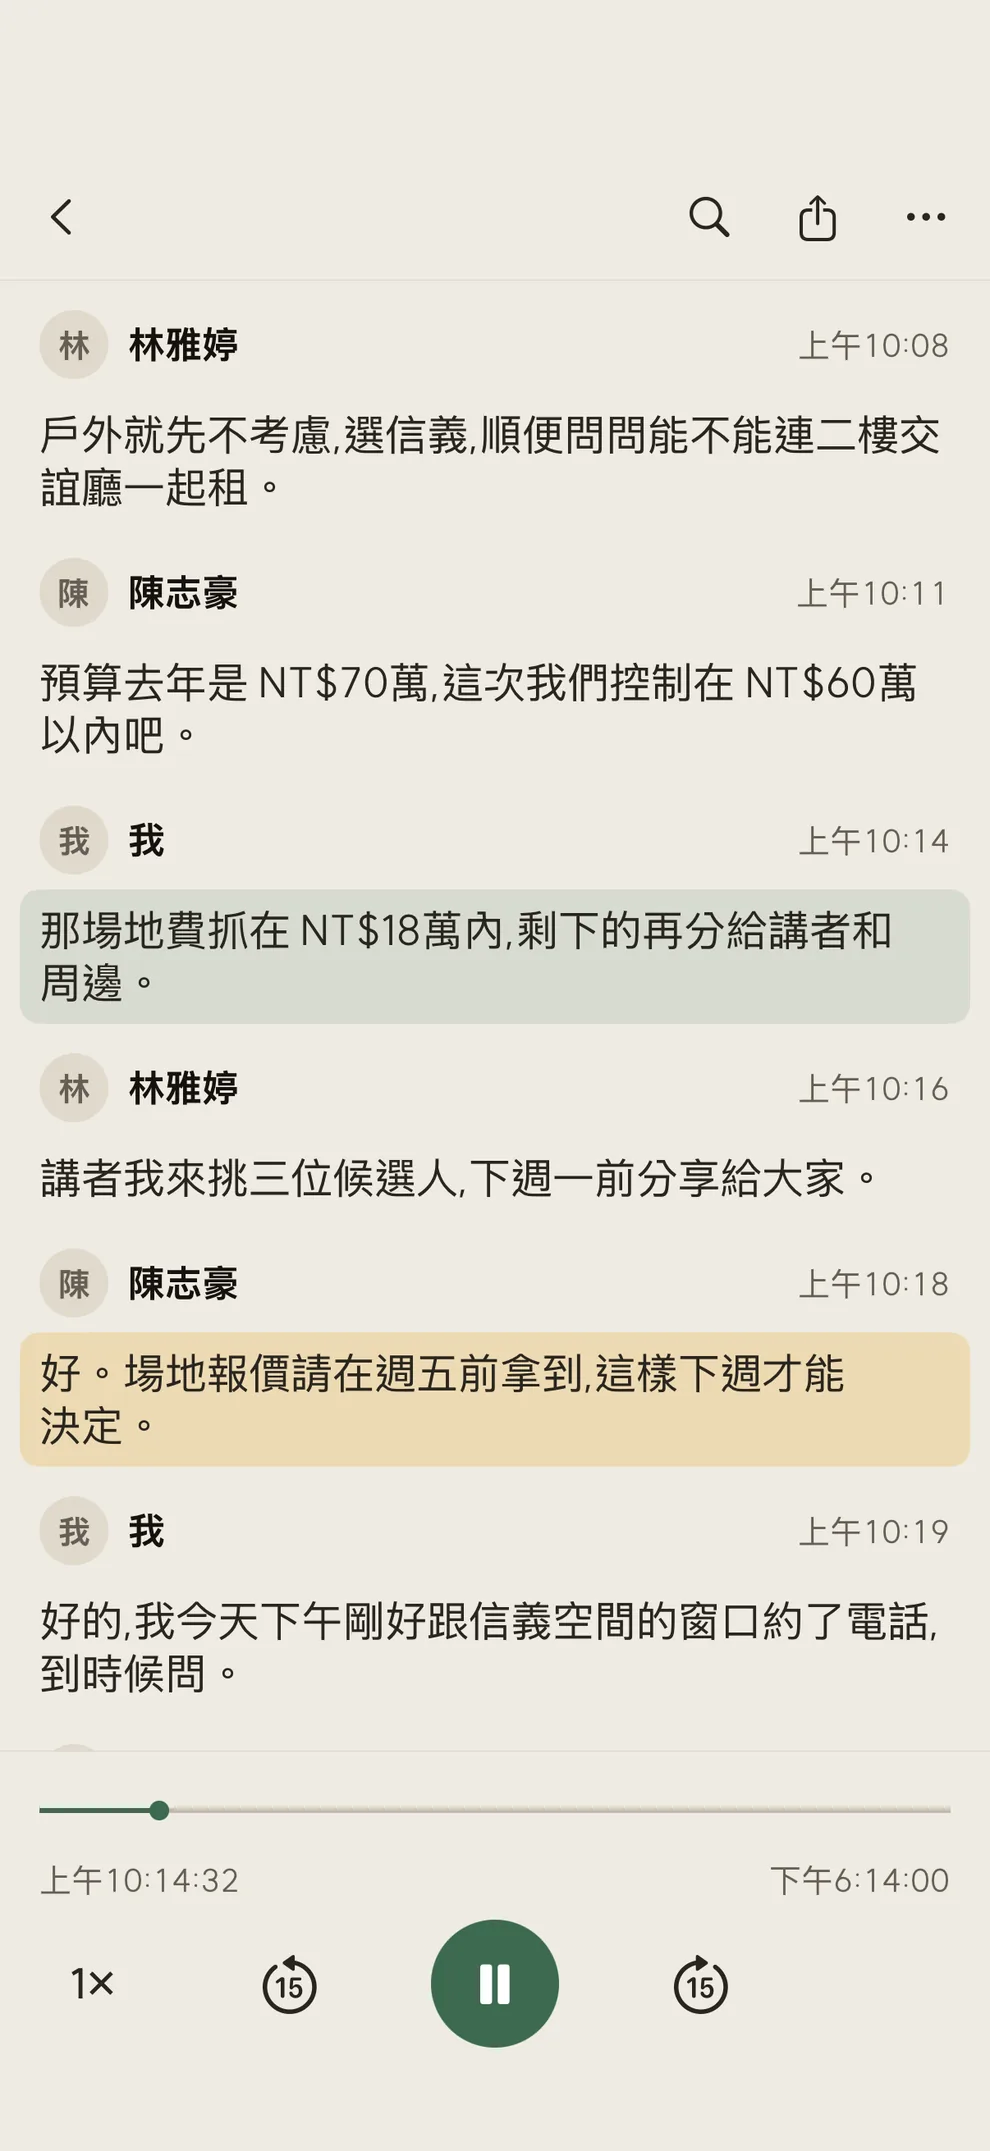 林 林雅婷 上午10:08
戶外就先不考慮,選信義,順便問問能不能連二樓交
誼廳一起租。
陳 陳志豪 上午10:11
預算去年是 NT$70萬,這次我們控制在 NT$60萬
以內吧。
我 我 上午10:14
那場地費抓在 NT$18萬內,剩下的再分給講者和
周邊。
林 林雅婷 上午10:16
講者我來挑三位候選人,下週一前分享給大家。
陳 陳志豪 上午10:18
好。場地報價請在週五前拿到,這樣下週才能
決定。
我 我 上午10:19
好的,我今天下午剛好跟信義空間的窗口約了電話,
到時候問。
上午10:14:32 下午6:14:00
1× 15 15